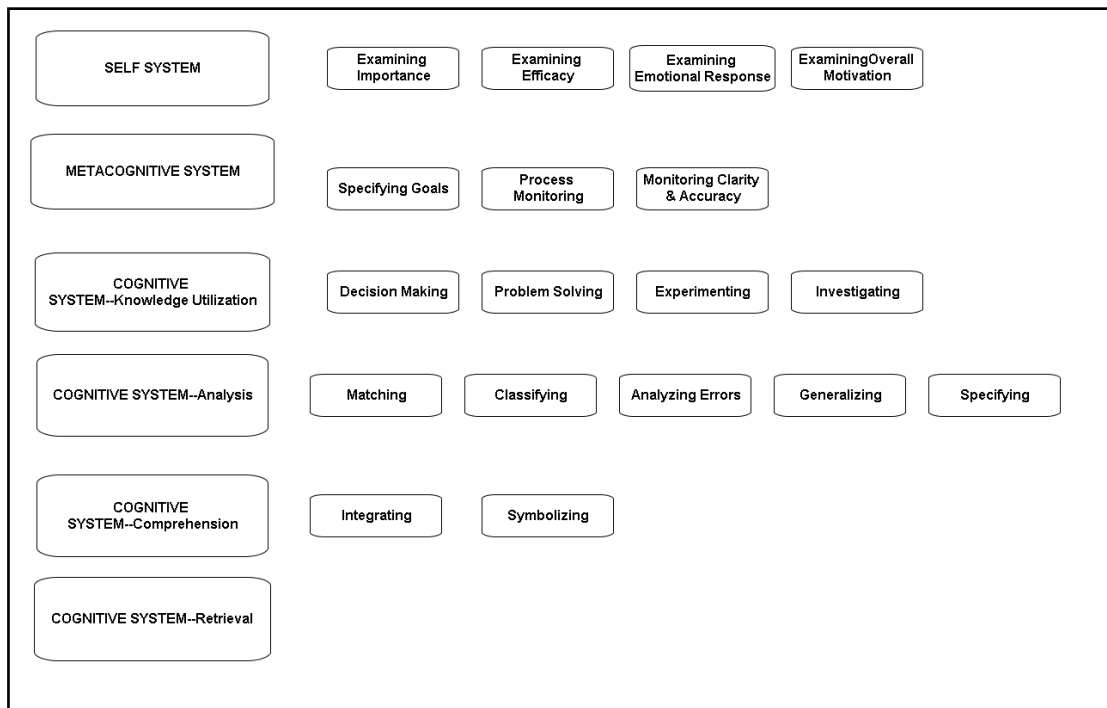 SELF SYSTEM
Examining
Importance
Examining
Efficacy
Examining
Emotional Response
ExaminingOverall
Motivation
METACOGNITIVE SYSTEM
Specifying Goals
Process
Monitoring
Monitoring Clarity
& Accuracy
COGNITIVE
SYSTEM--Knowledge Utilization
Decision Making
Problem Solving
Experimenting
Investigating
COGNITIVE SYSTEM--Analysis
Matching
Classifying
Analyzing Errors
Generalizing
Specifying
COGNITIVE
SYSTEM--Comprehension
Integrating
Symbolizing
COGNITIVE SYSTEM--Retrieval